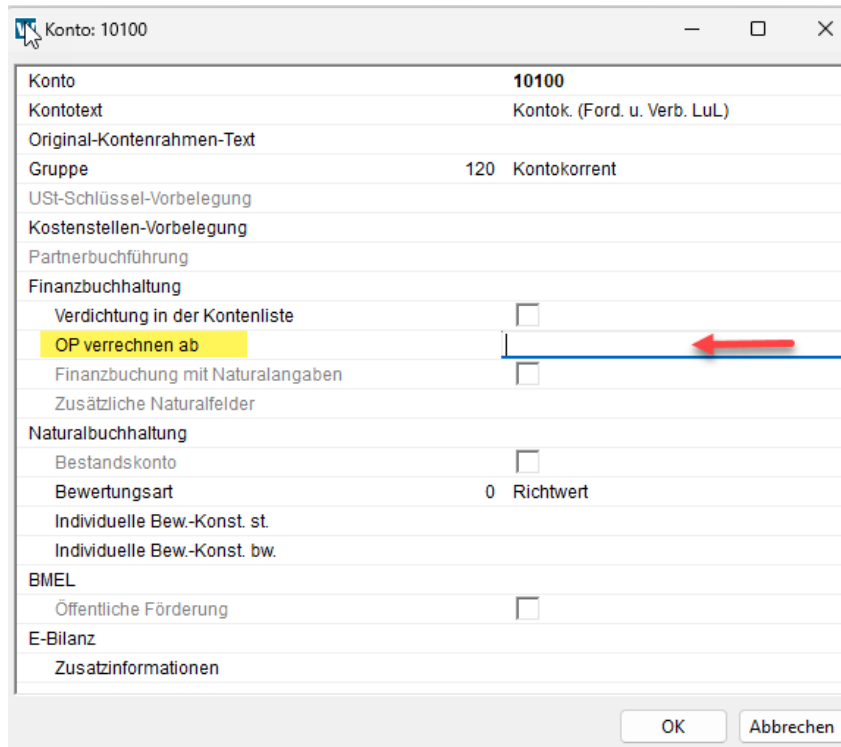 Konto: 10100
Konto 10100
Kontotext Kontok. (Ford. u. Verb. LuL)
Original-Kontenrahmen-Text
Gruppe 120 Kontokorrent
USt-Schlüssel-Vorbelegung
Kostenstellen-Vorbelegung
Partnerbuchführung
Finanzbuchhaltung
Verdichtung in der Kontenliste
OP verrechnen ab
Finanzbuchung mit Naturalangaben
Zusätzliche Naturalfelder
Naturalbuchhaltung
Bestandskonto
Bewertungsart 0 Richtwert
Individuelle Bew.-Konst. st.
Individuelle Bew.-Konst. bw.
BMEL
Öffentliche Förderung
E-Bilanz
Zusatzinformationen
OK Abbrechen